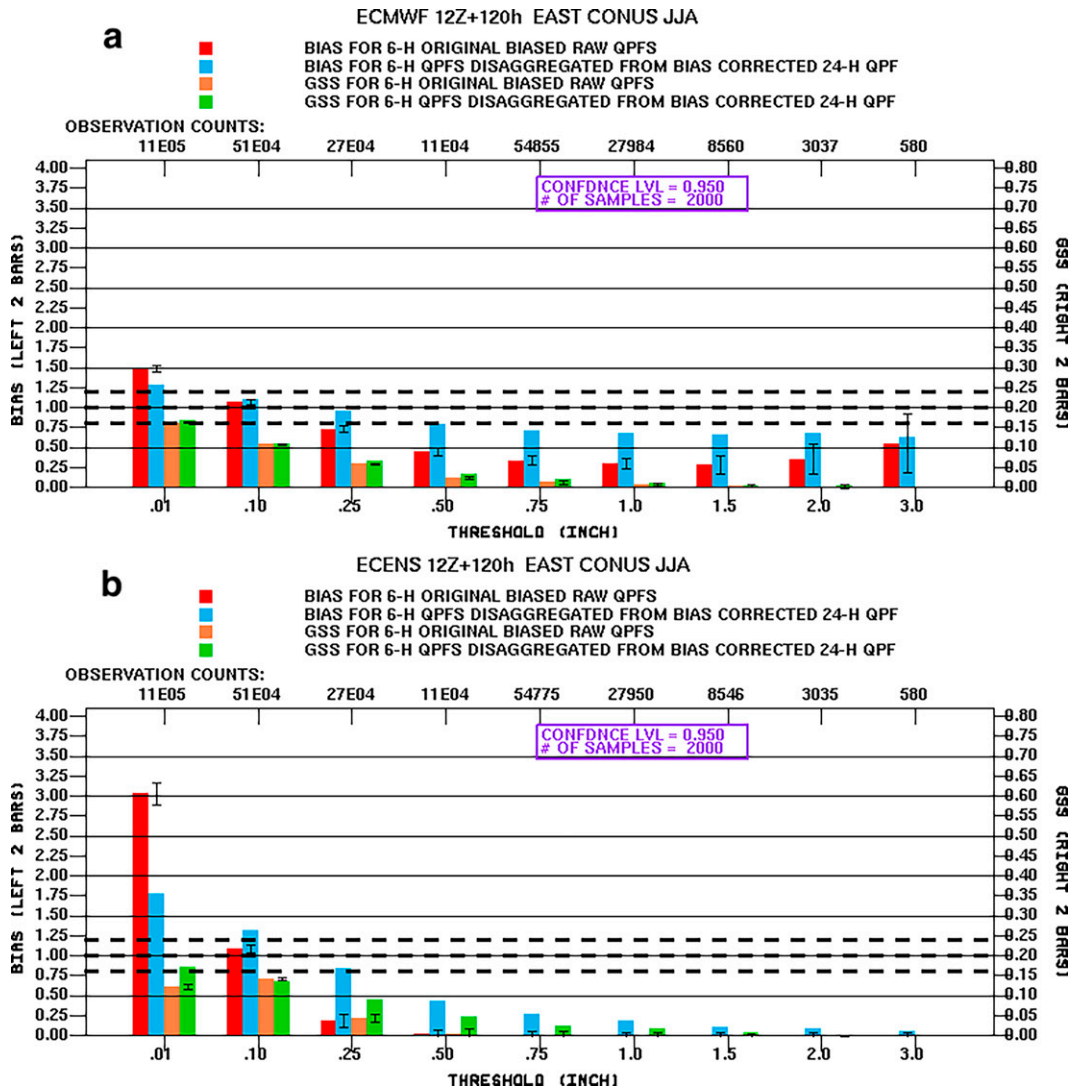 a
ECMWF 12Z+120h EAST CONUS JJA
BIAS FOR 6-H ORIGINAL BIASED RAW QPFS
BIAS FOR 6-H QPFS DISAGGREGATED FROM BIAS CORRECTED 24-H QPF
GSS FOR 6-H ORIGINAL BIASED RAW QPFS
GSS FOR 6-H QPFS DISAGGREGATED FROM BIAS CORRECTED 24-H QPF
OBSERVATION COUNTS:
11E05 51E04 27E04 11E04 54855 27984 8560 3037 580
CONFDNCE LVL = 0.950
# OF SAMPLES = 2000
4.00 0.80
3.75 0.75
3.50 0.70
3.25 0.65
3.00 0.60
2.75 0.55
2.50 0.50
2.25 0.45
2.00 0.40
1.75 0.35
1.50 0.30
1.25 0.25
1.00 0.20
0.75 0.15
0.50 0.10
0.25 0.05
0.00 0.00
BIAS (LEFT 2 BARS)
GSS (RIGHT 2 BARS)
.01 .10 .25 .50 .75 1.0 1.5 2.0 3.0
THRESHOLD (INCH)
b
ECENS 12Z+120h EAST CONUS JJA
BIAS FOR 6-H ORIGINAL BIASED RAW QPFS
BIAS FOR 6-H QPFS DISAGGREGATED FROM BIAS CORRECTED 24-H QPF
GSS FOR 6-H ORIGINAL BIASED RAW QPFS
GSS FOR 6-H QPFS DISAGGREGATED FROM BIAS CORRECTED 24-H QPF
OBSERVATION COUNTS:
11E05 51E04 27E04 11E04 54775 27950 8546 3035 580
CONFDNCE LVL = 0.950
# OF SAMPLES = 2000
4.00 0.80
3.75 0.75
3.50 0.70
3.25 0.65
3.00 0.60
2.75 0.55
2.50 0.50
2.25 0.45
2.00 0.40
1.75 0.35
1.50 0.30
1.25 0.25
1.00 0.20
0.75 0.15
0.50 0.10
0.25 0.05
0.00 0.00
BIAS (LEFT 2 BARS)
GSS (RIGHT 2 BARS)
.01 .10 .25 .50 .75 1.0 1.5 2.0 3.0
THRESHOLD (INCH)